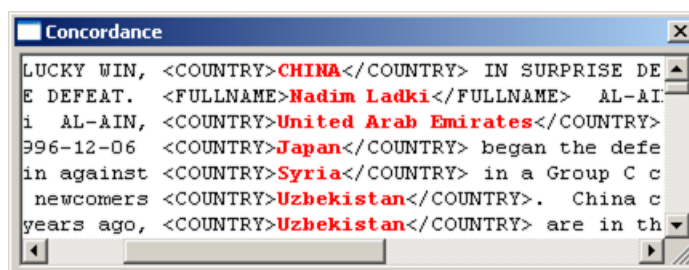 Concordance
LUCKY WIN, <COUNTRY>CHINA</COUNTRY> IN SURPRISE DE
E DEFEAT. <FULLNAME>Nadim Ladki</FULLNAME> AL-AI
i AL-AIN, <COUNTRY>United Arab Emirates</COUNTRY>
996-12-06 <COUNTRY>Japan</COUNTRY> began the defe
in against <COUNTRY>Syria</COUNTRY> in a Group C c
newcomers <COUNTRY>Uzbekistan</COUNTRY>. China c
years ago, <COUNTRY>Uzbekistan</COUNTRY> are in th